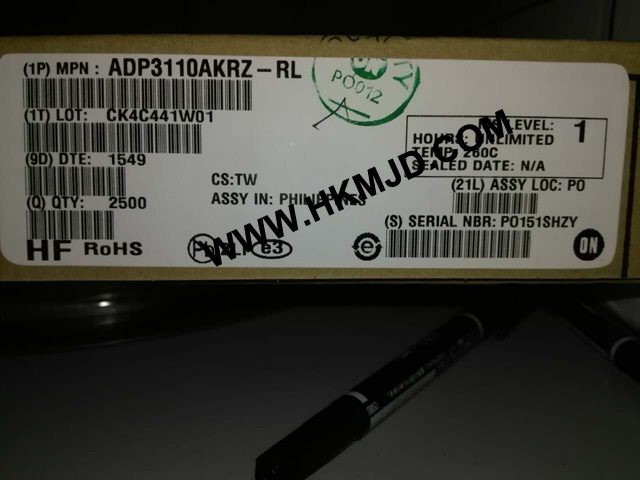 (1P) MPN : ADP3110AKRZ-RL
(1T) LOT: CK4C441W01
(9D) DTE: 1549
(Q) QTY: 2500
HF RoHS
CS:TW
ASSY IN: PHILIPPINES
e3
LEVEL: 1
HOURS: UNLIMITED
TEMP: 260C
SEALED DATE: N/A
(21L) ASSY LOC: PO
(S) SERIAL NBR: PO151SHZY
e
ON
PO012
WWW.HKMJD.COM